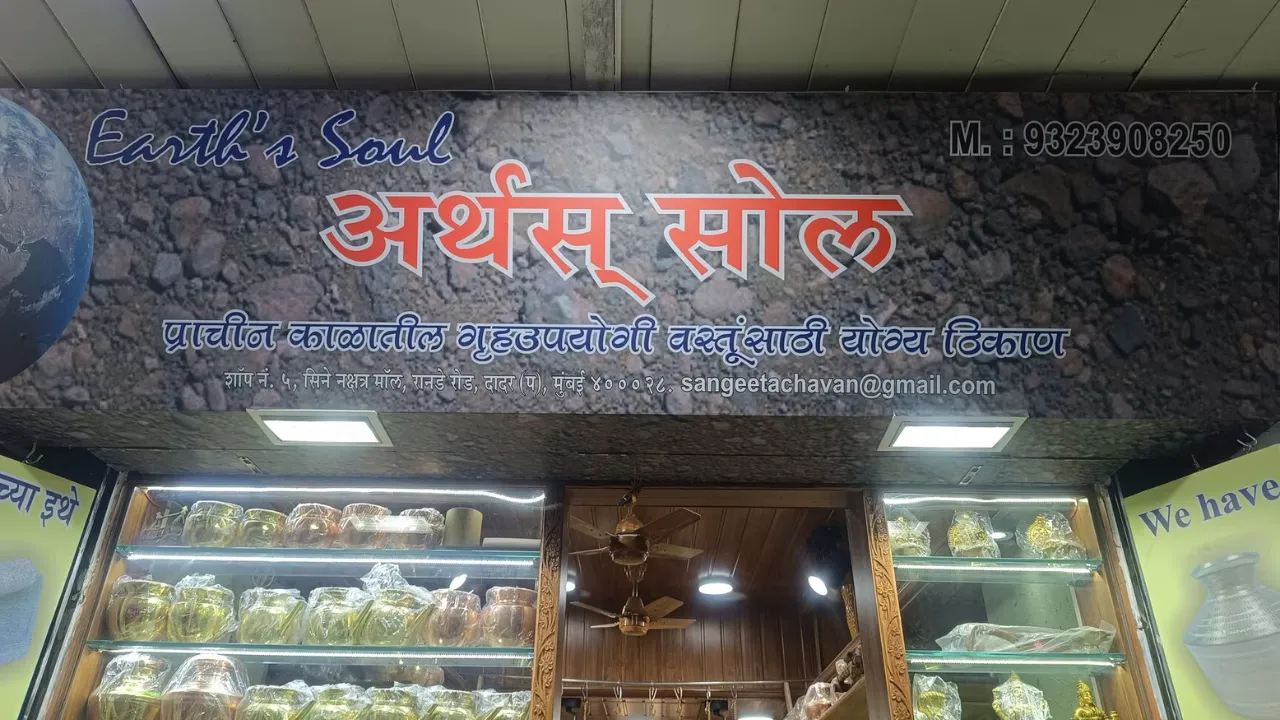 Earth's Soul
M. : 9323908250
अर्थस् सोल
प्राचीन काळातील गृहउपयोगी वस्तूंसाठी योग्य ठिकाण
शॉप नं. ५, सिने नक्षत्र मॉल, रानडे रोड, दादर (प), मुंबई ४०००२८. sangeetachavan@gmail.com
च्या इथे
We have